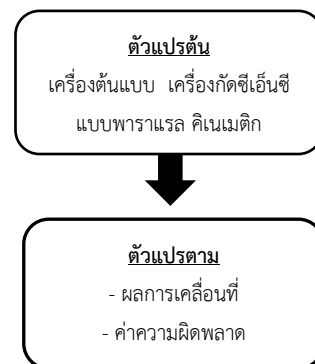 ตัวแปรต้น
เครื่องต้นแบบ เครื่องกัดซีเอ็นซี
แบบพาราแรล คิเนเมติก
ตัวแปรตาม
- ผลการเคลื่อนที่
- ค่าความผิดพลาด